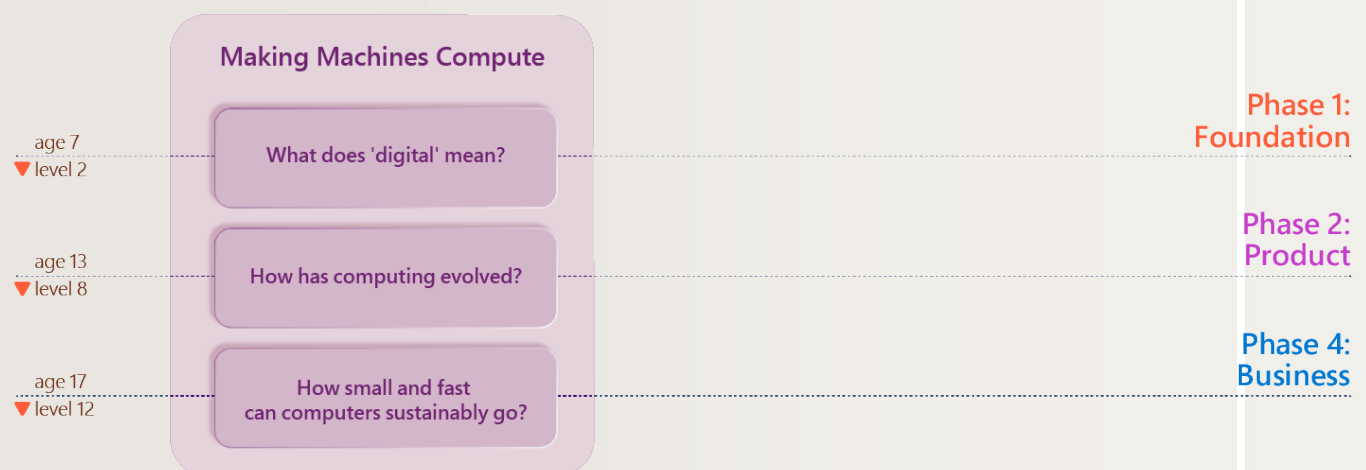 Making Machines Compute
Phase 1:
Foundation
age 7
What does 'digital' mean?
level 2
Phase 2:
Product
age 13
How has computing evolved?
level 8
Phase 4:
Business
age 17
How small and fast
can computers sustainably go?
level 12